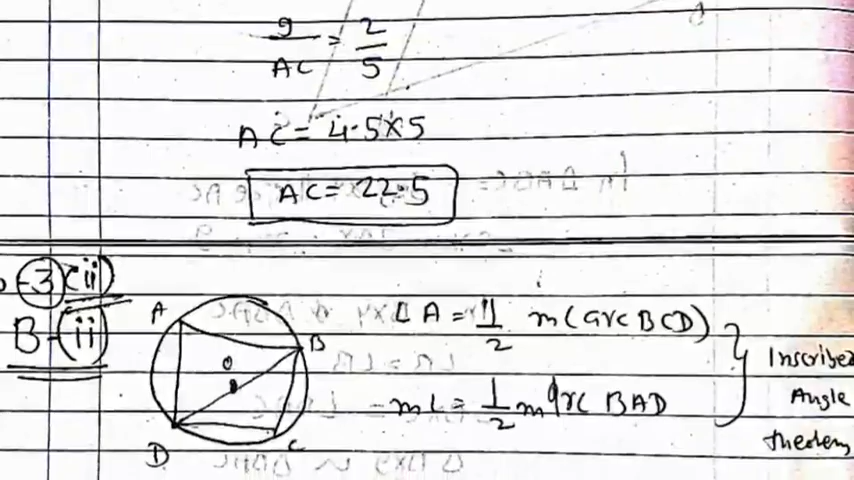 9/AC = 2/5
AC = 4.5×5
AC = 22.5
-3 (ii)
B-(ii)
A B O D C
∠A = 1/2 m(arc BCD)
m∠ = 1/2 m arc BAD
Inscribed
Angle
theorem